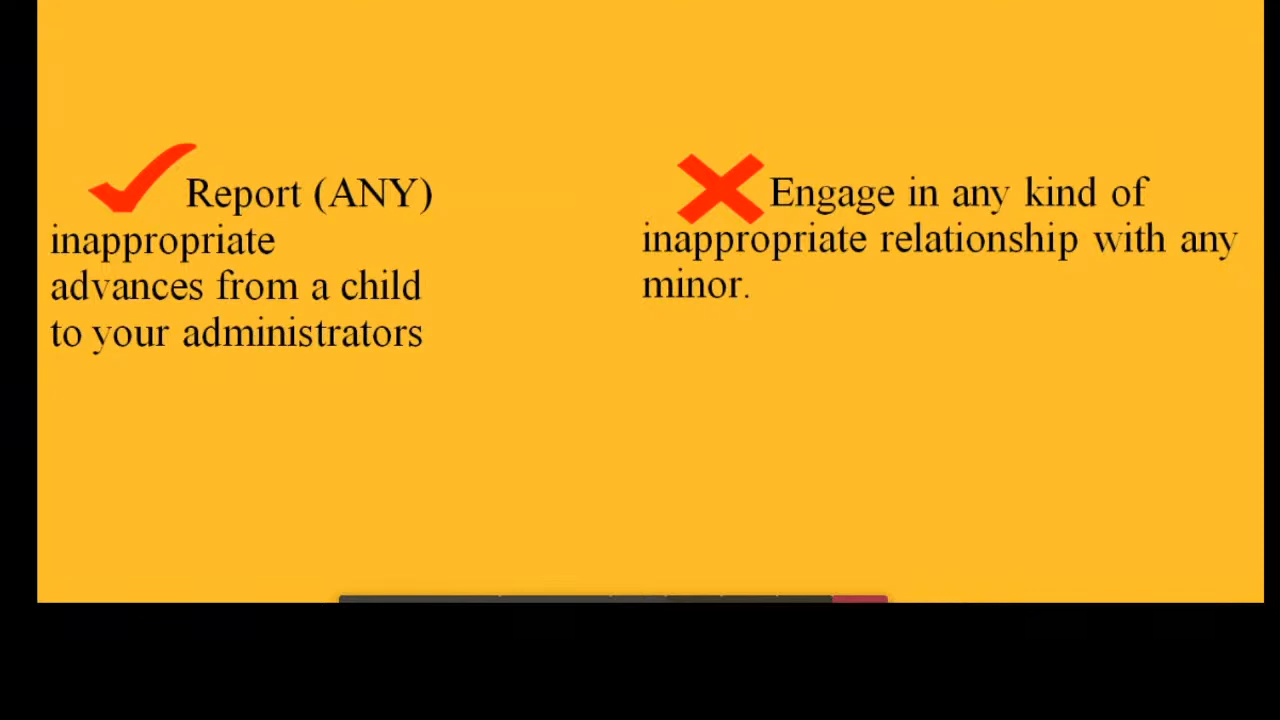 Report (ANY)
inappropriate
advances from a child
to your administrators
Engage in any kind of
inappropriate relationship with any
minor.